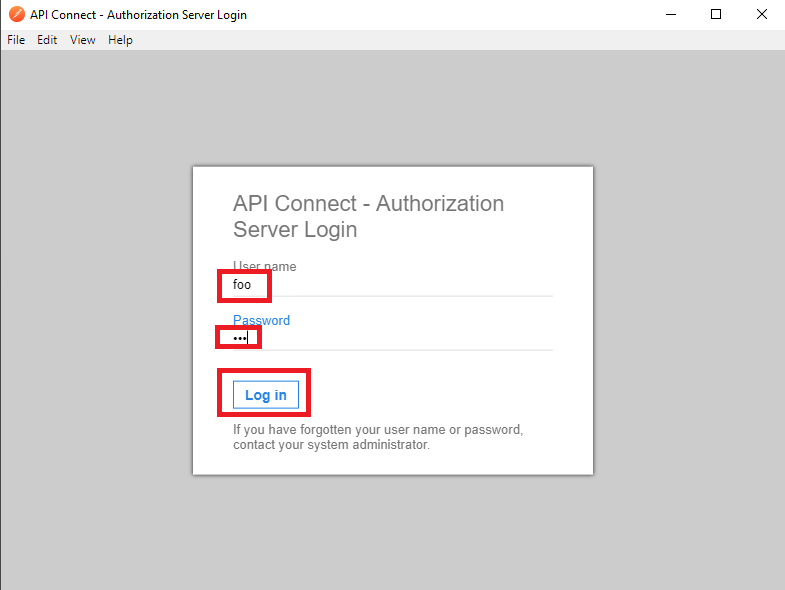 API Connect - Authorization Server Login
File Edit View Help
API Connect - Authorization
Server Login
User name
foo
Password
•••
Log in
If you have forgotten your user name or password,
contact your system administrator.